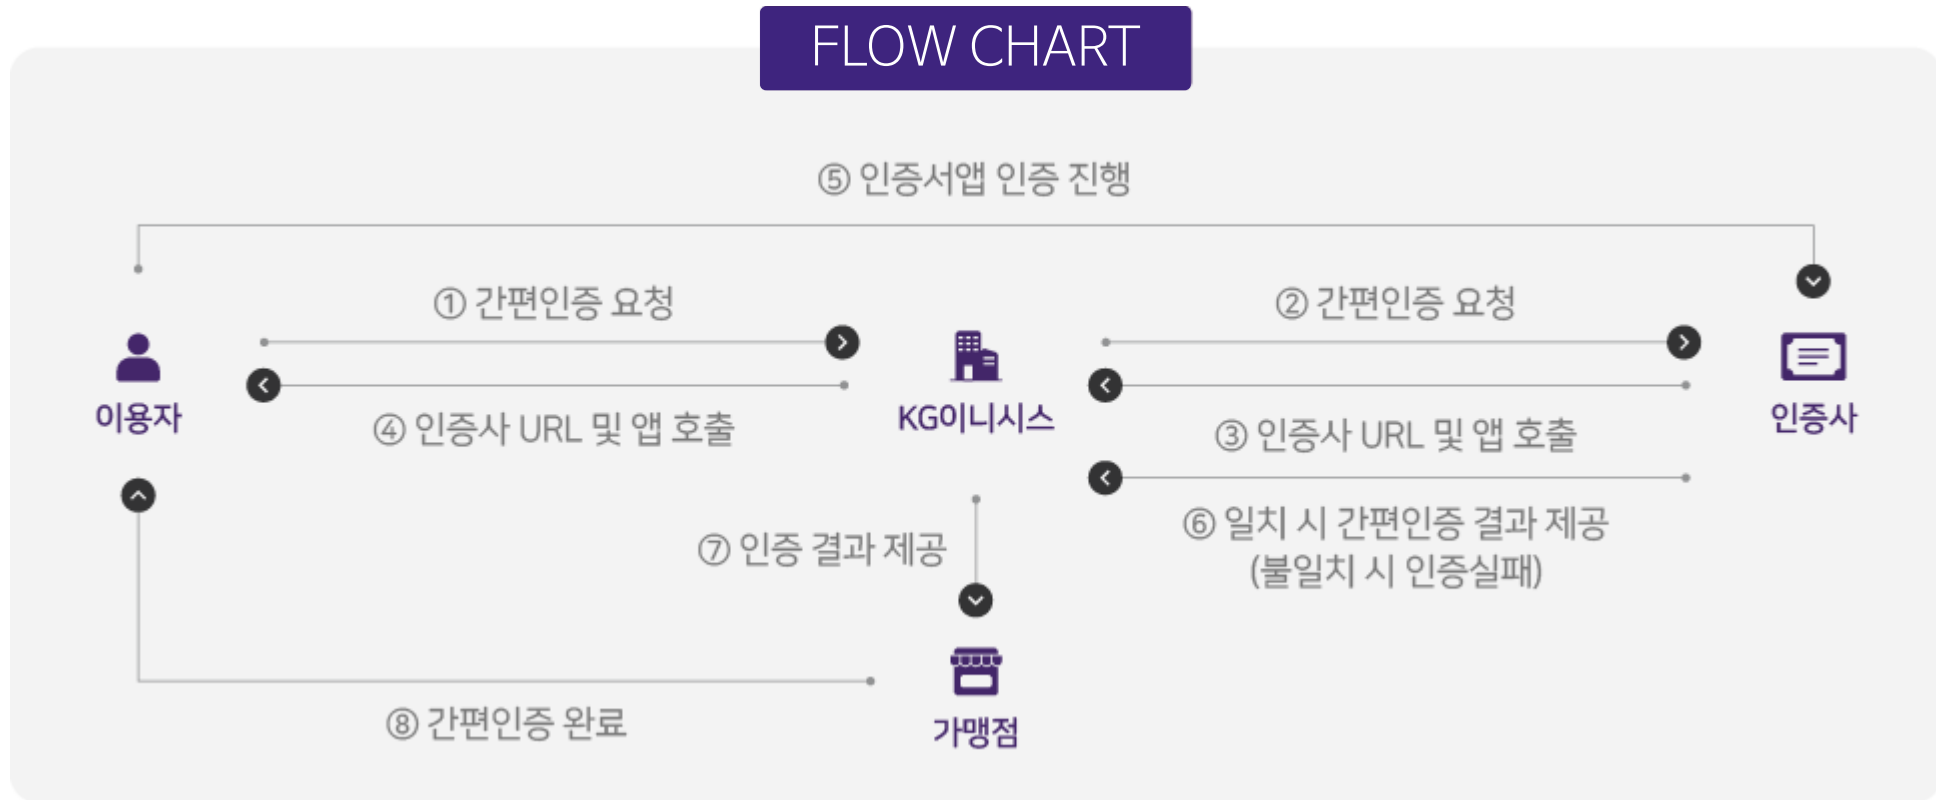 FLOW CHART
⑤ 인증서앱 인증 진행
① 간편인증 요청
② 간편인증 요청
이용자
KG이니시스
인증사
④ 인증사 URL 및 앱 호출
③ 인증사 URL 및 앱 호출
⑥ 일치 시 간편인증 결과 제공
(불일치 시 인증실패)
⑦ 인증 결과 제공
가맹점
⑧ 간편인증 완료